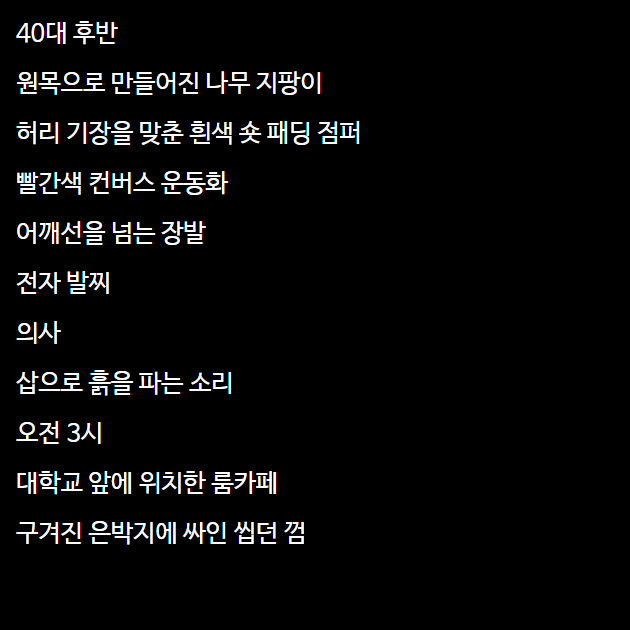 40대 후반
원목으로 만들어진 나무 지팡이
허리 기장을 맞춘 흰색 숏 패딩 점퍼
빨간색 컨버스 운동화
어깨선을 넘는 장발
전자 발찌
의사
삽으로 흙을 파는 소리
오전 3시
대학교 앞에 위치한 룸카페
구겨진 은박지에 싸인 씹던 껌